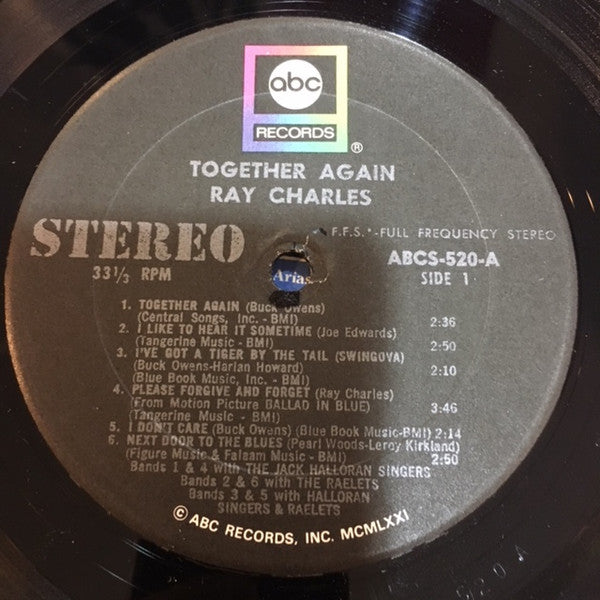 abc
RECORDS ®
TOGETHER AGAIN
RAY CHARLES
STEREO
F.F.S.*-FULL FREQUENCY STEREO
33⅓ RPM
ABCS-520-A
SIDE 1
Arias
1. TOGETHER AGAIN (Buck Owens)
(Central Songs, Inc. - BMI) 2:36
2. I LIKE TO HEAR IT SOMETIME (Joe Edwards)
(Tangerine Music - BMI) 2:50
3. I'VE GOT A TIGER BY THE TAIL (SWINGOVA)
(Buck Owens-Harlan Howard) 2:10
(Blue Book Music, Inc. - BMI)
4. PLEASE FORGIVE AND FORGET (Ray Charles)
(From Motion Picture BALLAD IN BLUE) 3:46
(Tangerine Music - BMI)
5. I DON'T CARE (Buck Owens) (Blue Book Music-BMI) 2:14
6. NEXT DOOR TO THE BLUES (Pearl Woods-Leroy Kirkland)
(Figure Music & Falaam Music - BMI) 2:50
Bands 1 & 4 with THE JACK HALLORAN SINGERS
Bands 2 & 6 with THE RAELETS
Bands 3 & 5 with HALLORAN
SINGERS & RAELETS
© ABC RECORDS, INC. MCMLXXI